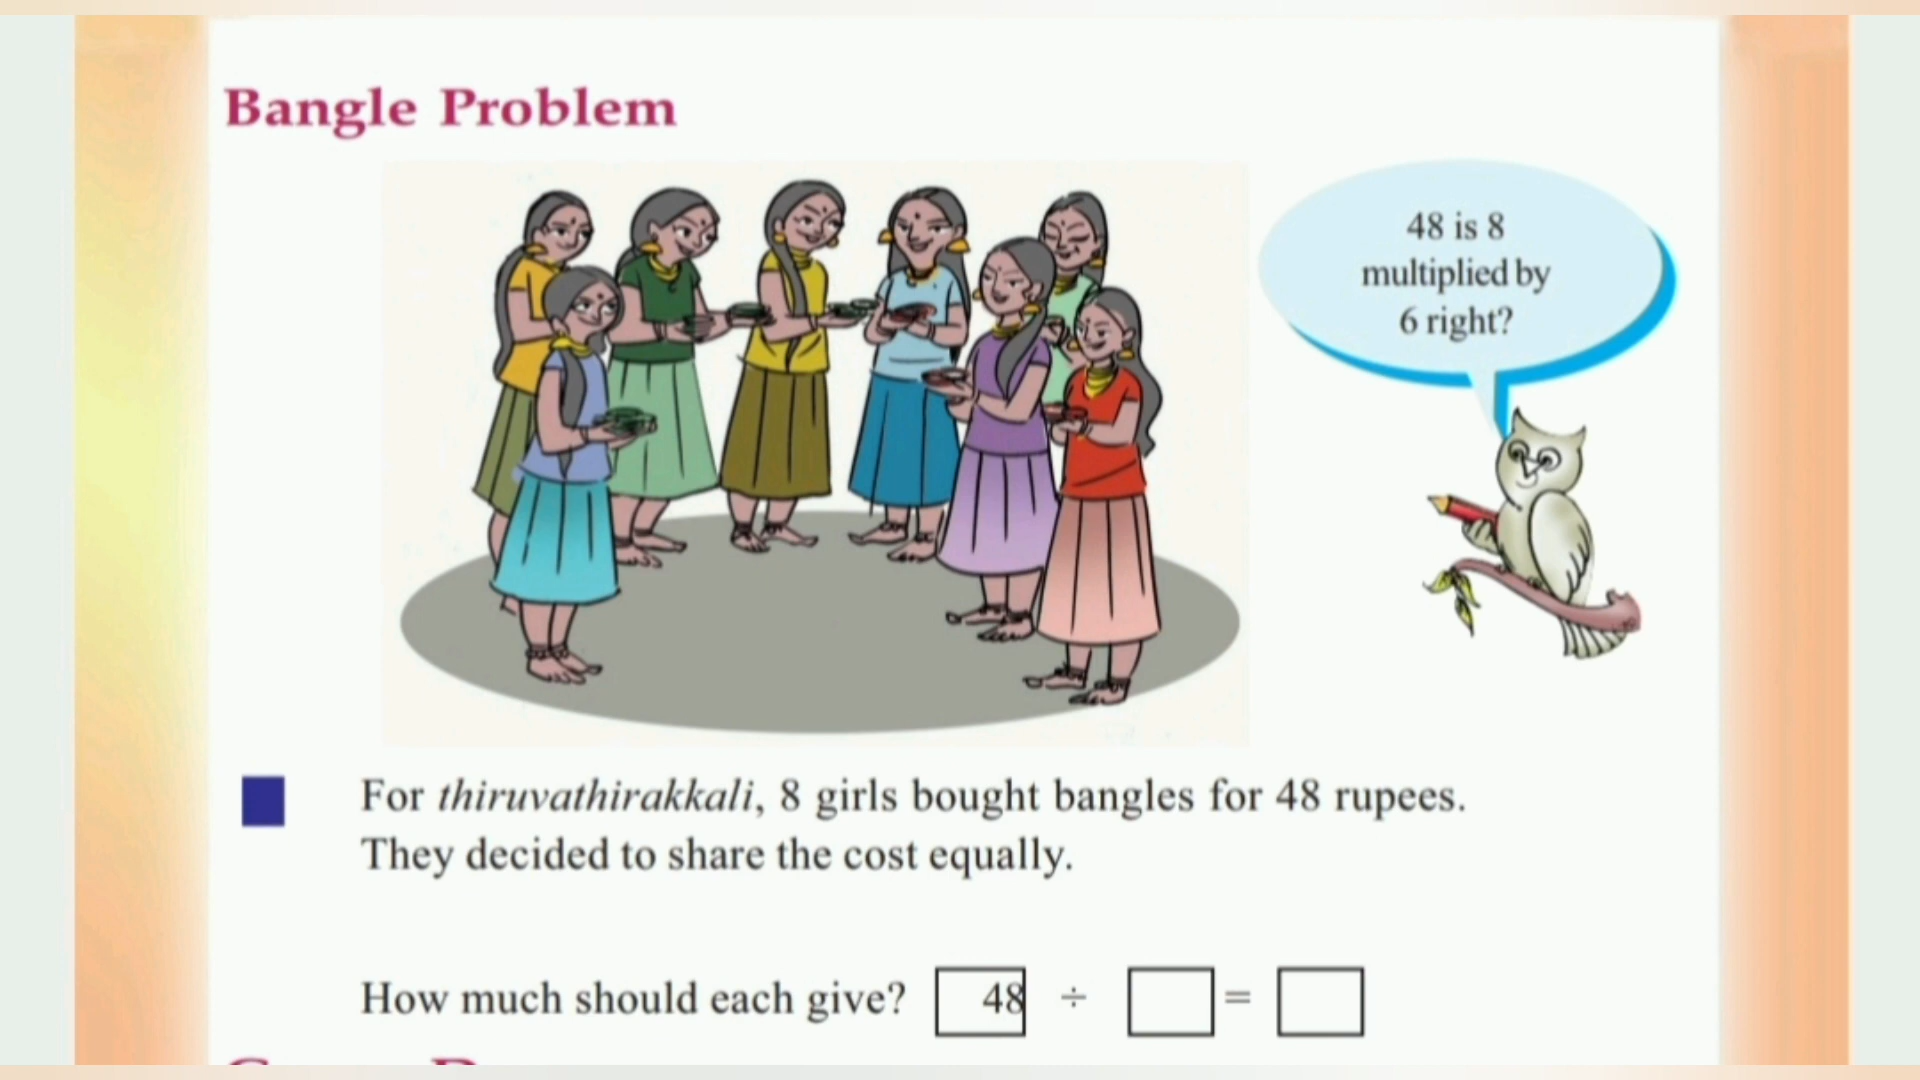 Bangle Problem
48 is 8
multiplied by
6 right?
For thiruvathirakkali, 8 girls bought bangles for 48 rupees.
They decided to share the cost equally.
How much should each give? 48 ÷ =